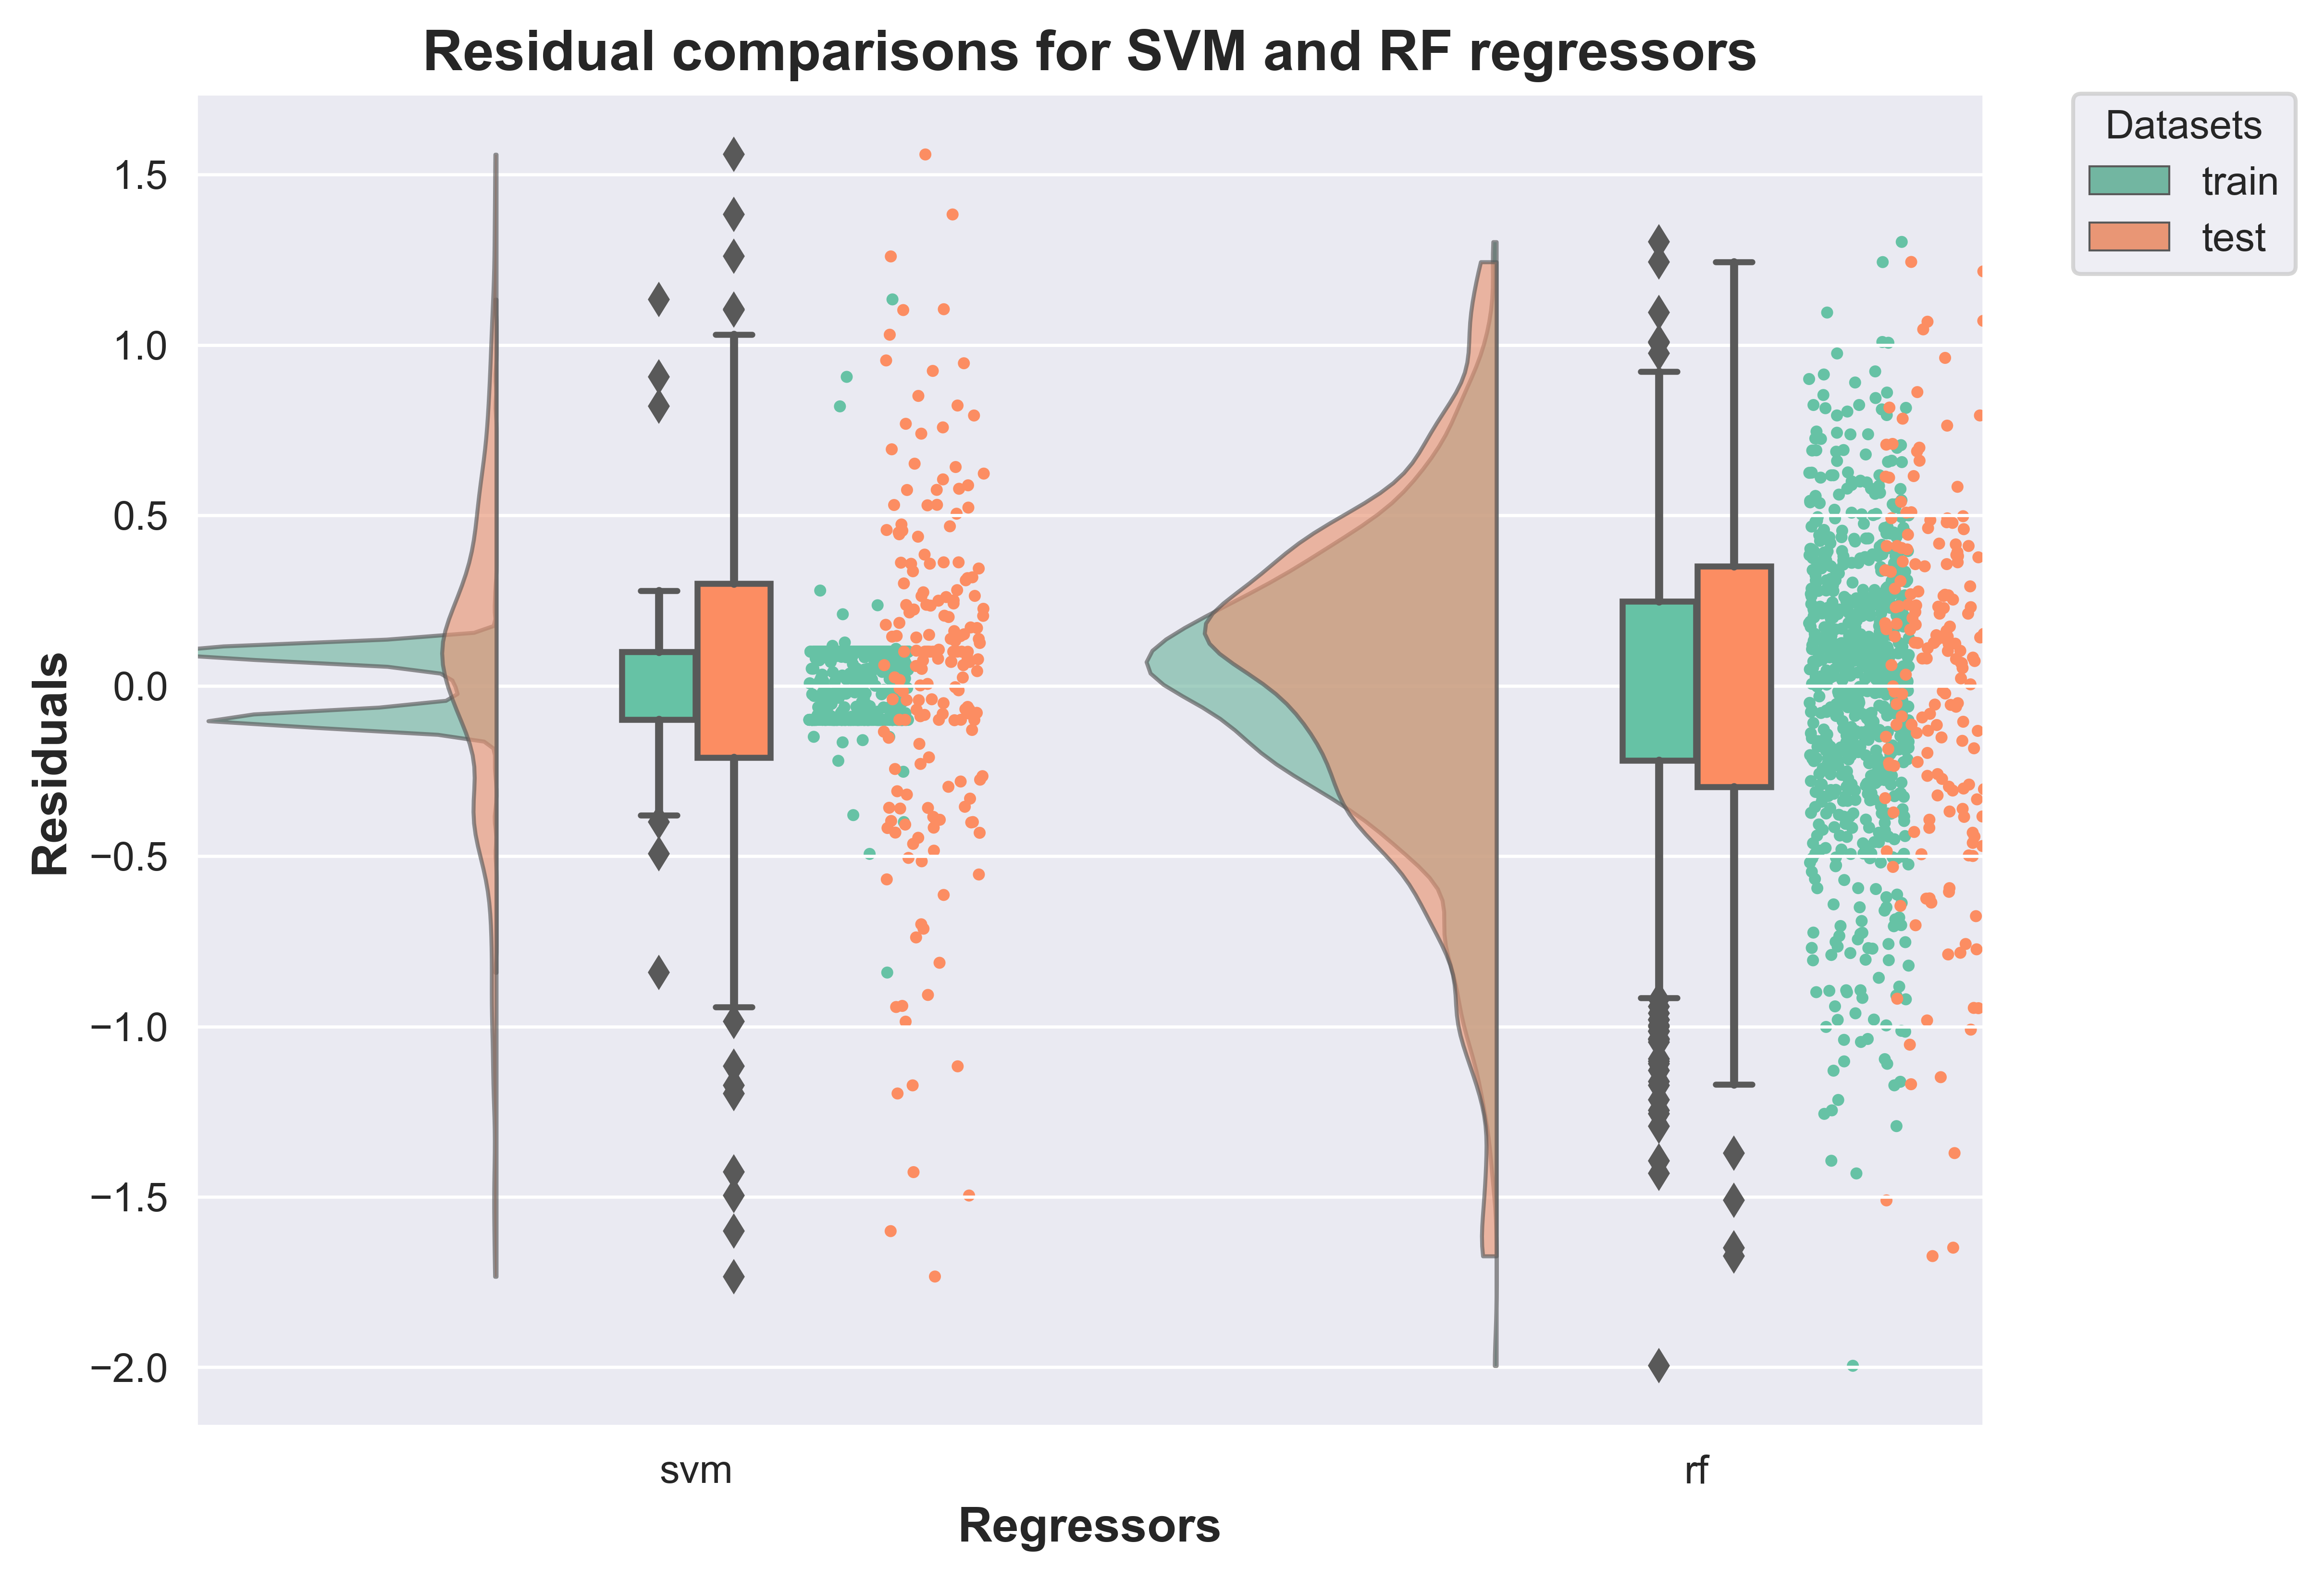 Residual comparisons for SVM and RF regressors
Datasets
train
test
1.5
1.0
0.5
0.0
−0.5
−1.0
−1.5
−2.0
Residuals
svm
rf
Regressors